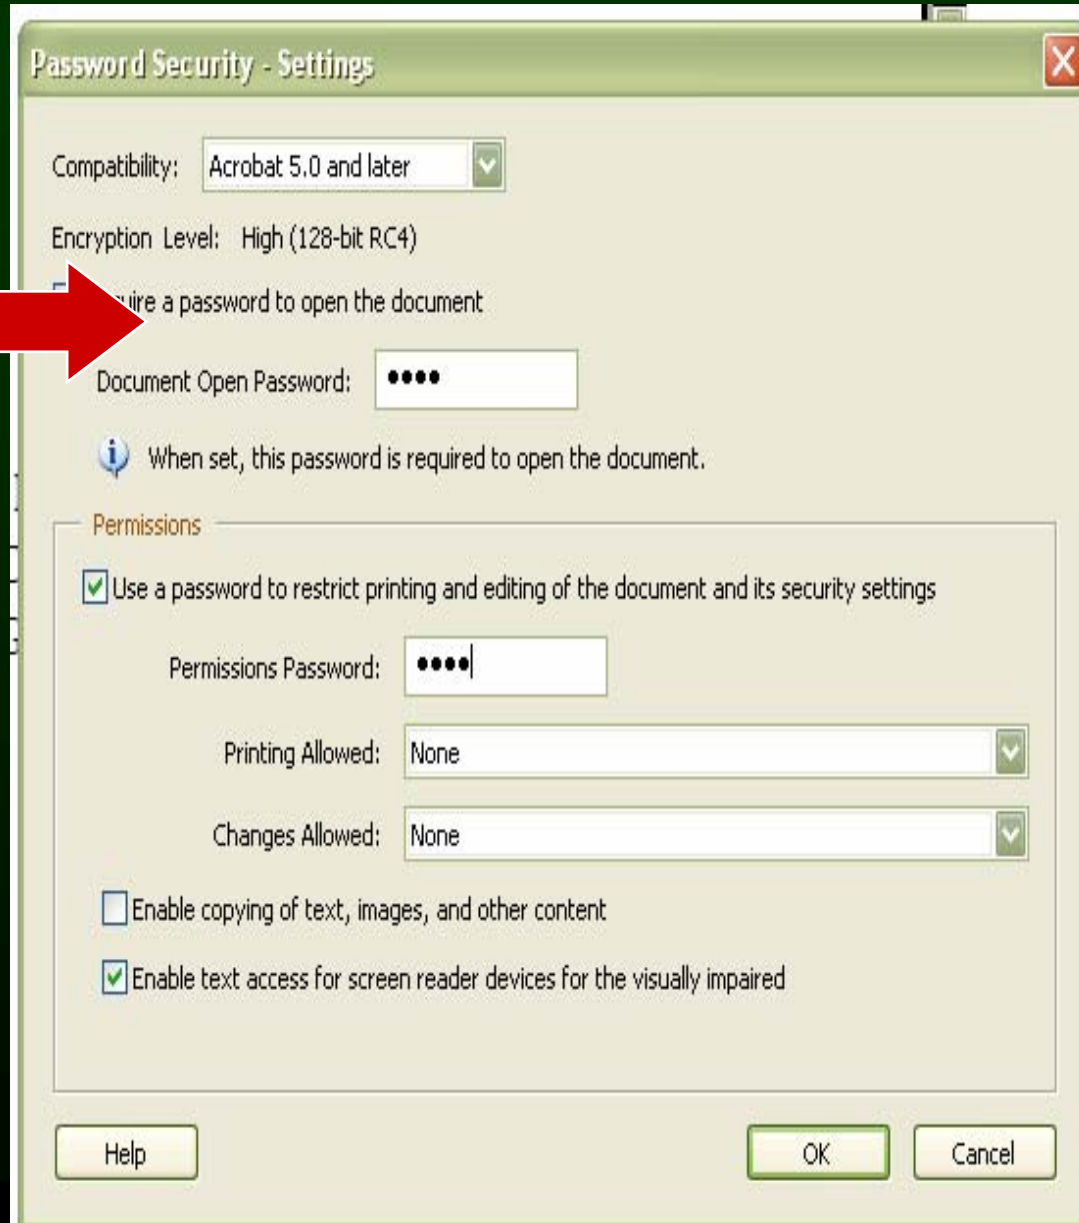 Password Security - Settings
Compatibility: Acrobat 5.0 and later
Encryption Level: High (128-bit RC4)
a password to open the document
Document Open Password: ••••
When set, this password is required to open the document.
Permissions
Use a password to restrict printing and editing of the document and its security settings
Permissions Password: ••••
Printing Allowed: None
Changes Allowed: None
Enable copying of text, images, and other content
Enable text access for screen reader devices for the visually impaired
Help OK Cancel